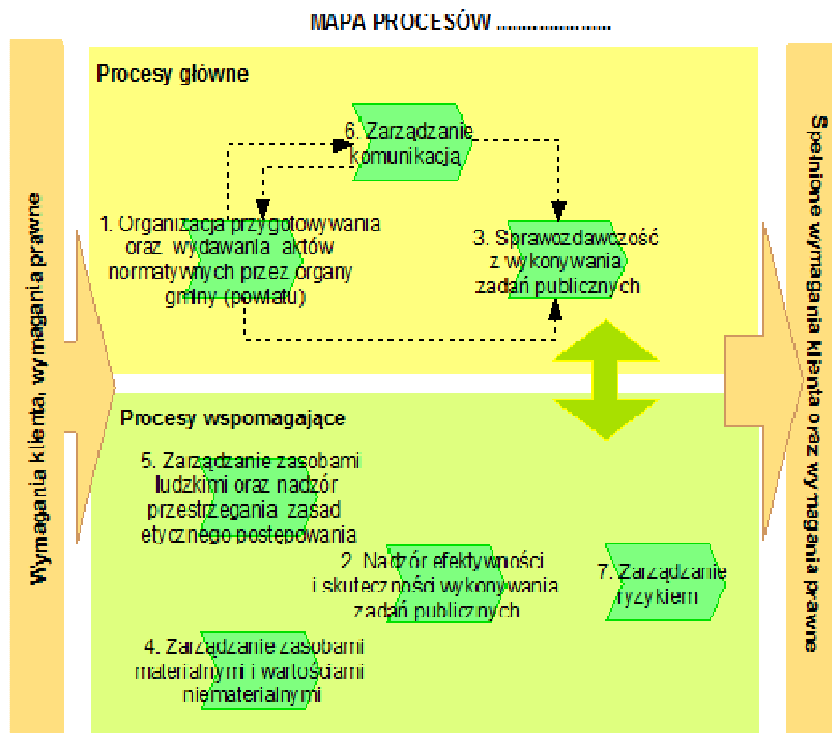 MAPA PROCESÓW .......................
Wymagania klienta, wymagania prawne
Procesy główne
6. Zarządzanie
komunikacją
1. Organizacja przygotowywania
oraz wydawania aktów
normatywnych przez organy
gminy (powiatu)
3. Sprawozdawczość
z wykonywania
zadań publicznych
Procesy wspomagające
5. Zarządzanie zasobami
ludzkimi oraz nadzór
przestrzegania zasad
etycznego postępowania
2. Nadzór efektywności
i skuteczności wykonywania
zadań publicznych
7. Zarządzanie
ryzykiem
4. Zarządzanie zasobami
materialnymi i wartościami
niematerialnymi
Spełnione wymagania klienta oraz wymagania prawne